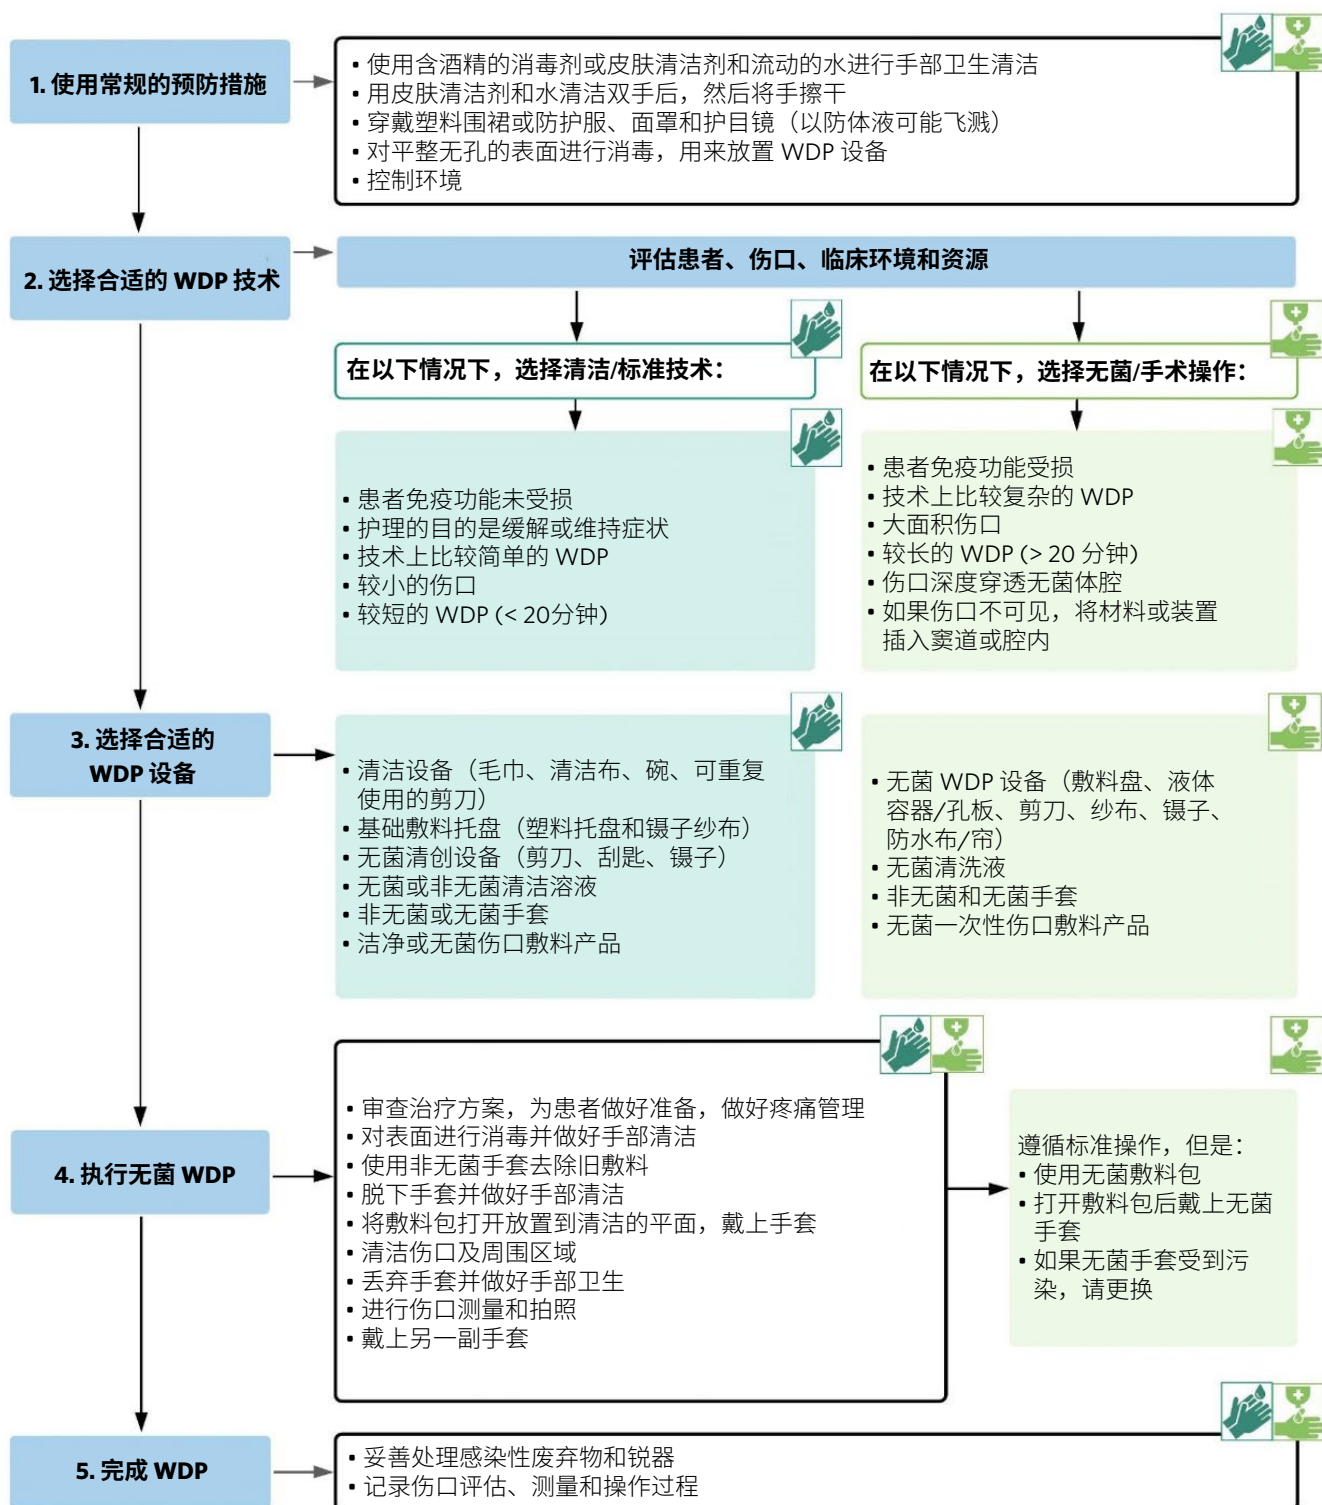 1. 使用常规的预防措施
• 使用含酒精的消毒剂或皮肤清洁剂和流动的水进行手部卫生清洁
• 用皮肤清洁剂和水清洁双手后，然后将手擦干
• 穿戴塑料围裙或防护服、面罩和护目镜（以防体液可能飞溅）
• 对平整无孔的表面进行消毒，用来放置 WDP 设备
• 控制环境
2. 选择合适的 WDP 技术
评估患者、伤口、临床环境和资源
在以下情况下，选择清洁/标准技术：
• 患者免疫功能未受损
• 护理的目的是缓解或维持症状
• 技术上比较简单的 WDP
• 较小的伤口
• 较短的 WDP (< 20分钟)
在以下情况下，选择无菌/手术操作：
• 患者免疫功能受损
• 技术上比较复杂的 WDP
• 大面积伤口
• 较长的 WDP (> 20 分钟)
• 伤口深度穿透无菌体腔
• 如果伤口不可见，将材料或装置
插入窦道或腔内
3. 选择合适的
WDP 设备
• 清洁设备（毛巾、清洁布、碗、可重复
使用的剪刀）
• 基础敷料托盘（塑料托盘和镊子纱布）
• 无菌清创设备（剪刀、刮匙、镊子）
• 无菌或非无菌清洁溶液
• 非无菌或无菌手套
• 洁净或无菌伤口敷料产品
• 无菌 WDP 设备（敷料盘、液体
容器/孔板、剪刀、纱布、镊子、
防水布/帘）
• 无菌清洗液
• 非无菌和无菌手套
• 无菌一次性伤口敷料产品
4. 执行无菌 WDP
• 审查治疗方案，为患者做好准备，做好疼痛管理
• 对表面进行消毒并做好手部清洁
• 使用非无菌手套去除旧敷料
• 脱下手套并做好手部清洁
• 将敷料包打开放置到清洁的平面，戴上手套
• 清洁伤口及周围区域
• 丢弃手套并做好手部卫生
• 进行伤口测量和拍照
• 戴上另一副手套
遵循标准操作，但是：
• 使用无菌敷料包
• 打开敷料包后戴上无菌
手套
• 如果无菌手套受到污
染，请更换
5. 完成 WDP
• 妥善处理感染性废弃物和锐器
• 记录伤口评估、测量和操作过程